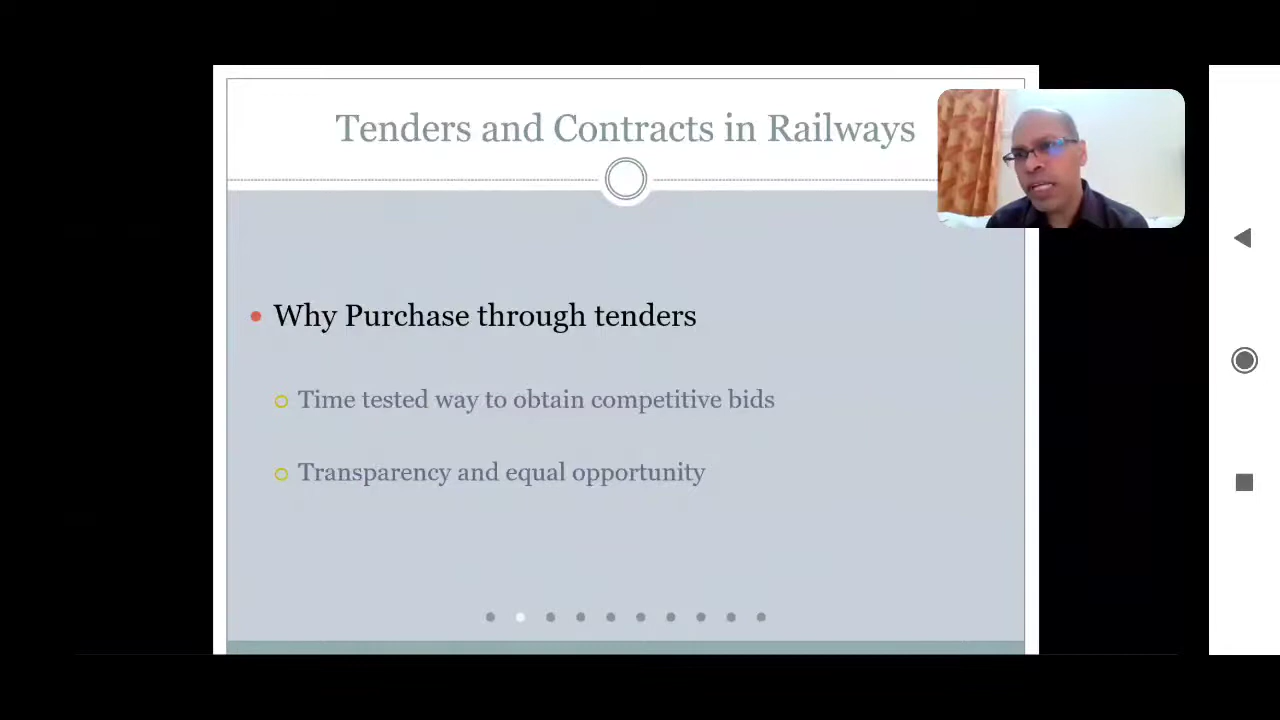 Tenders and Contracts in Railways
Why Purchase through tenders
Time tested way to obtain competitive bids
Transparency and equal opportunity